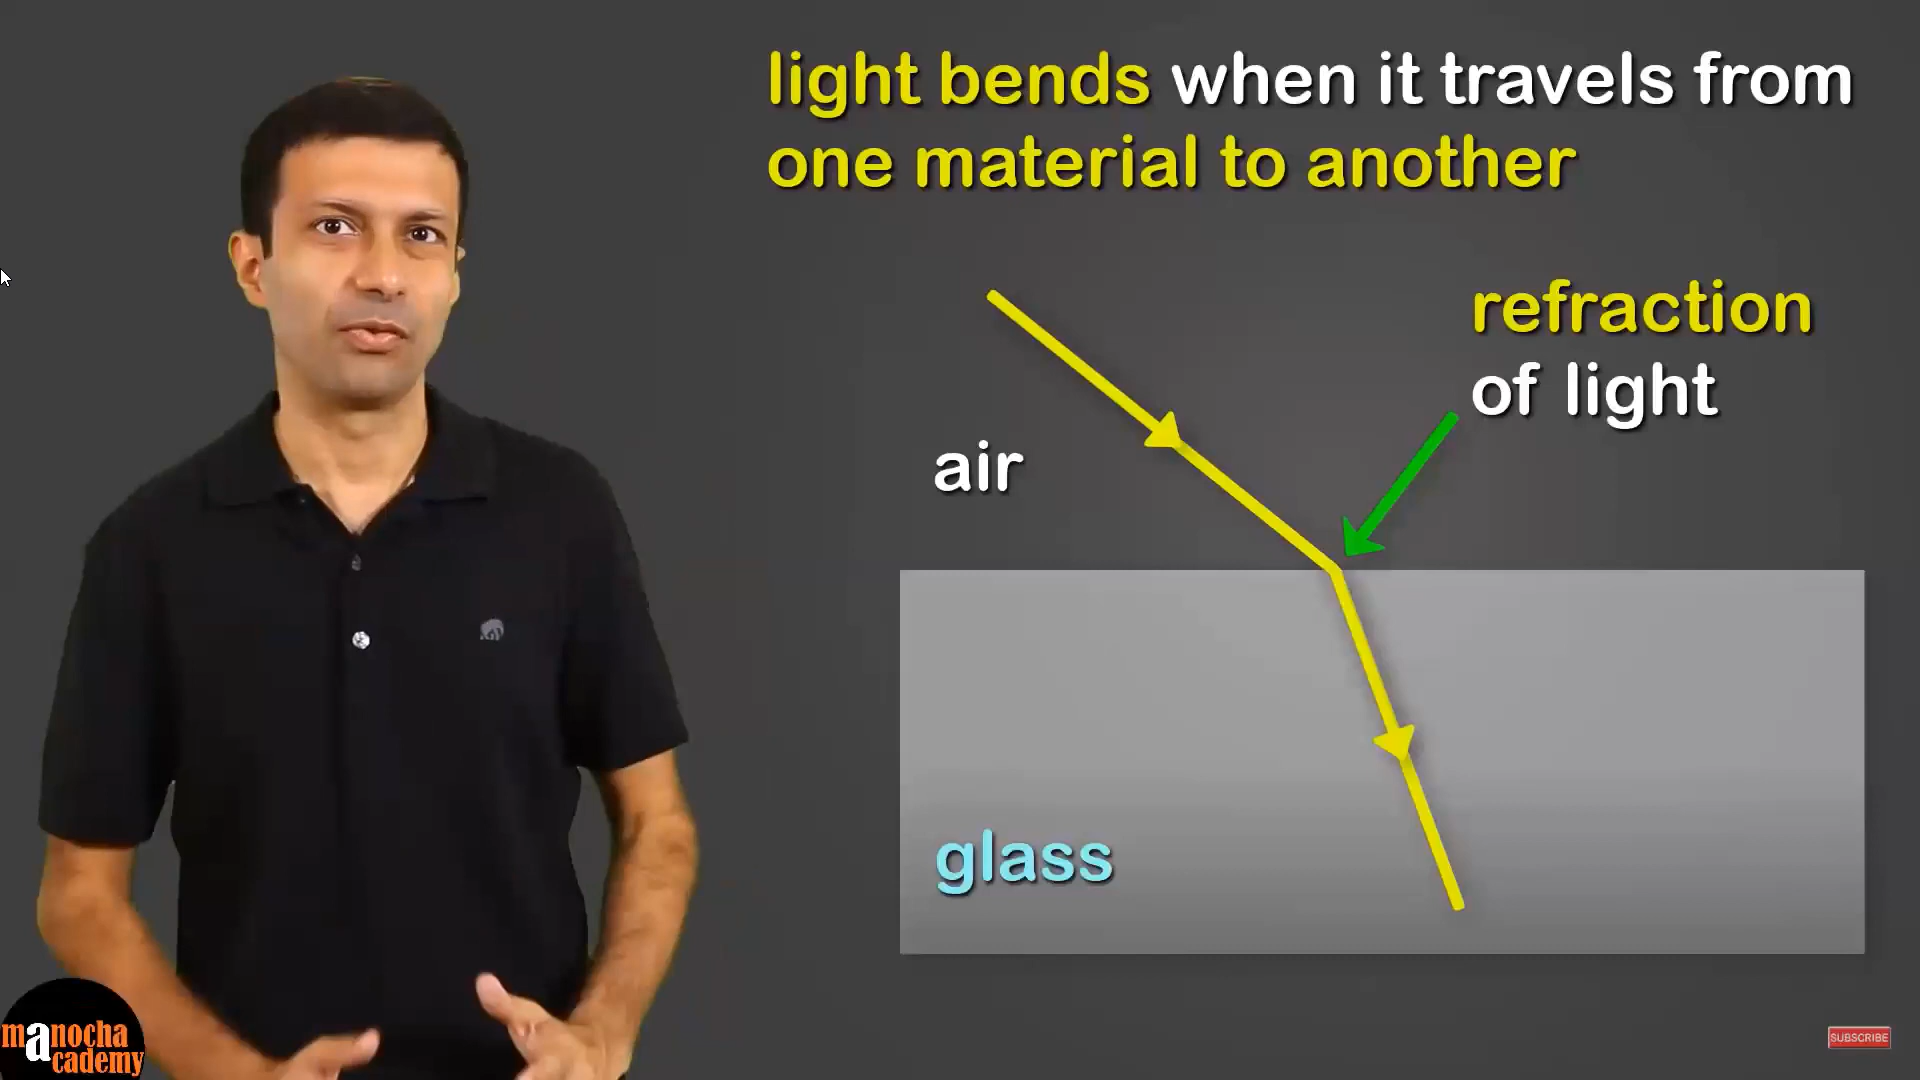 light bends when it travels from
one material to another
refraction
of light
air
glass
manocha
academy
SUBSCRIBE